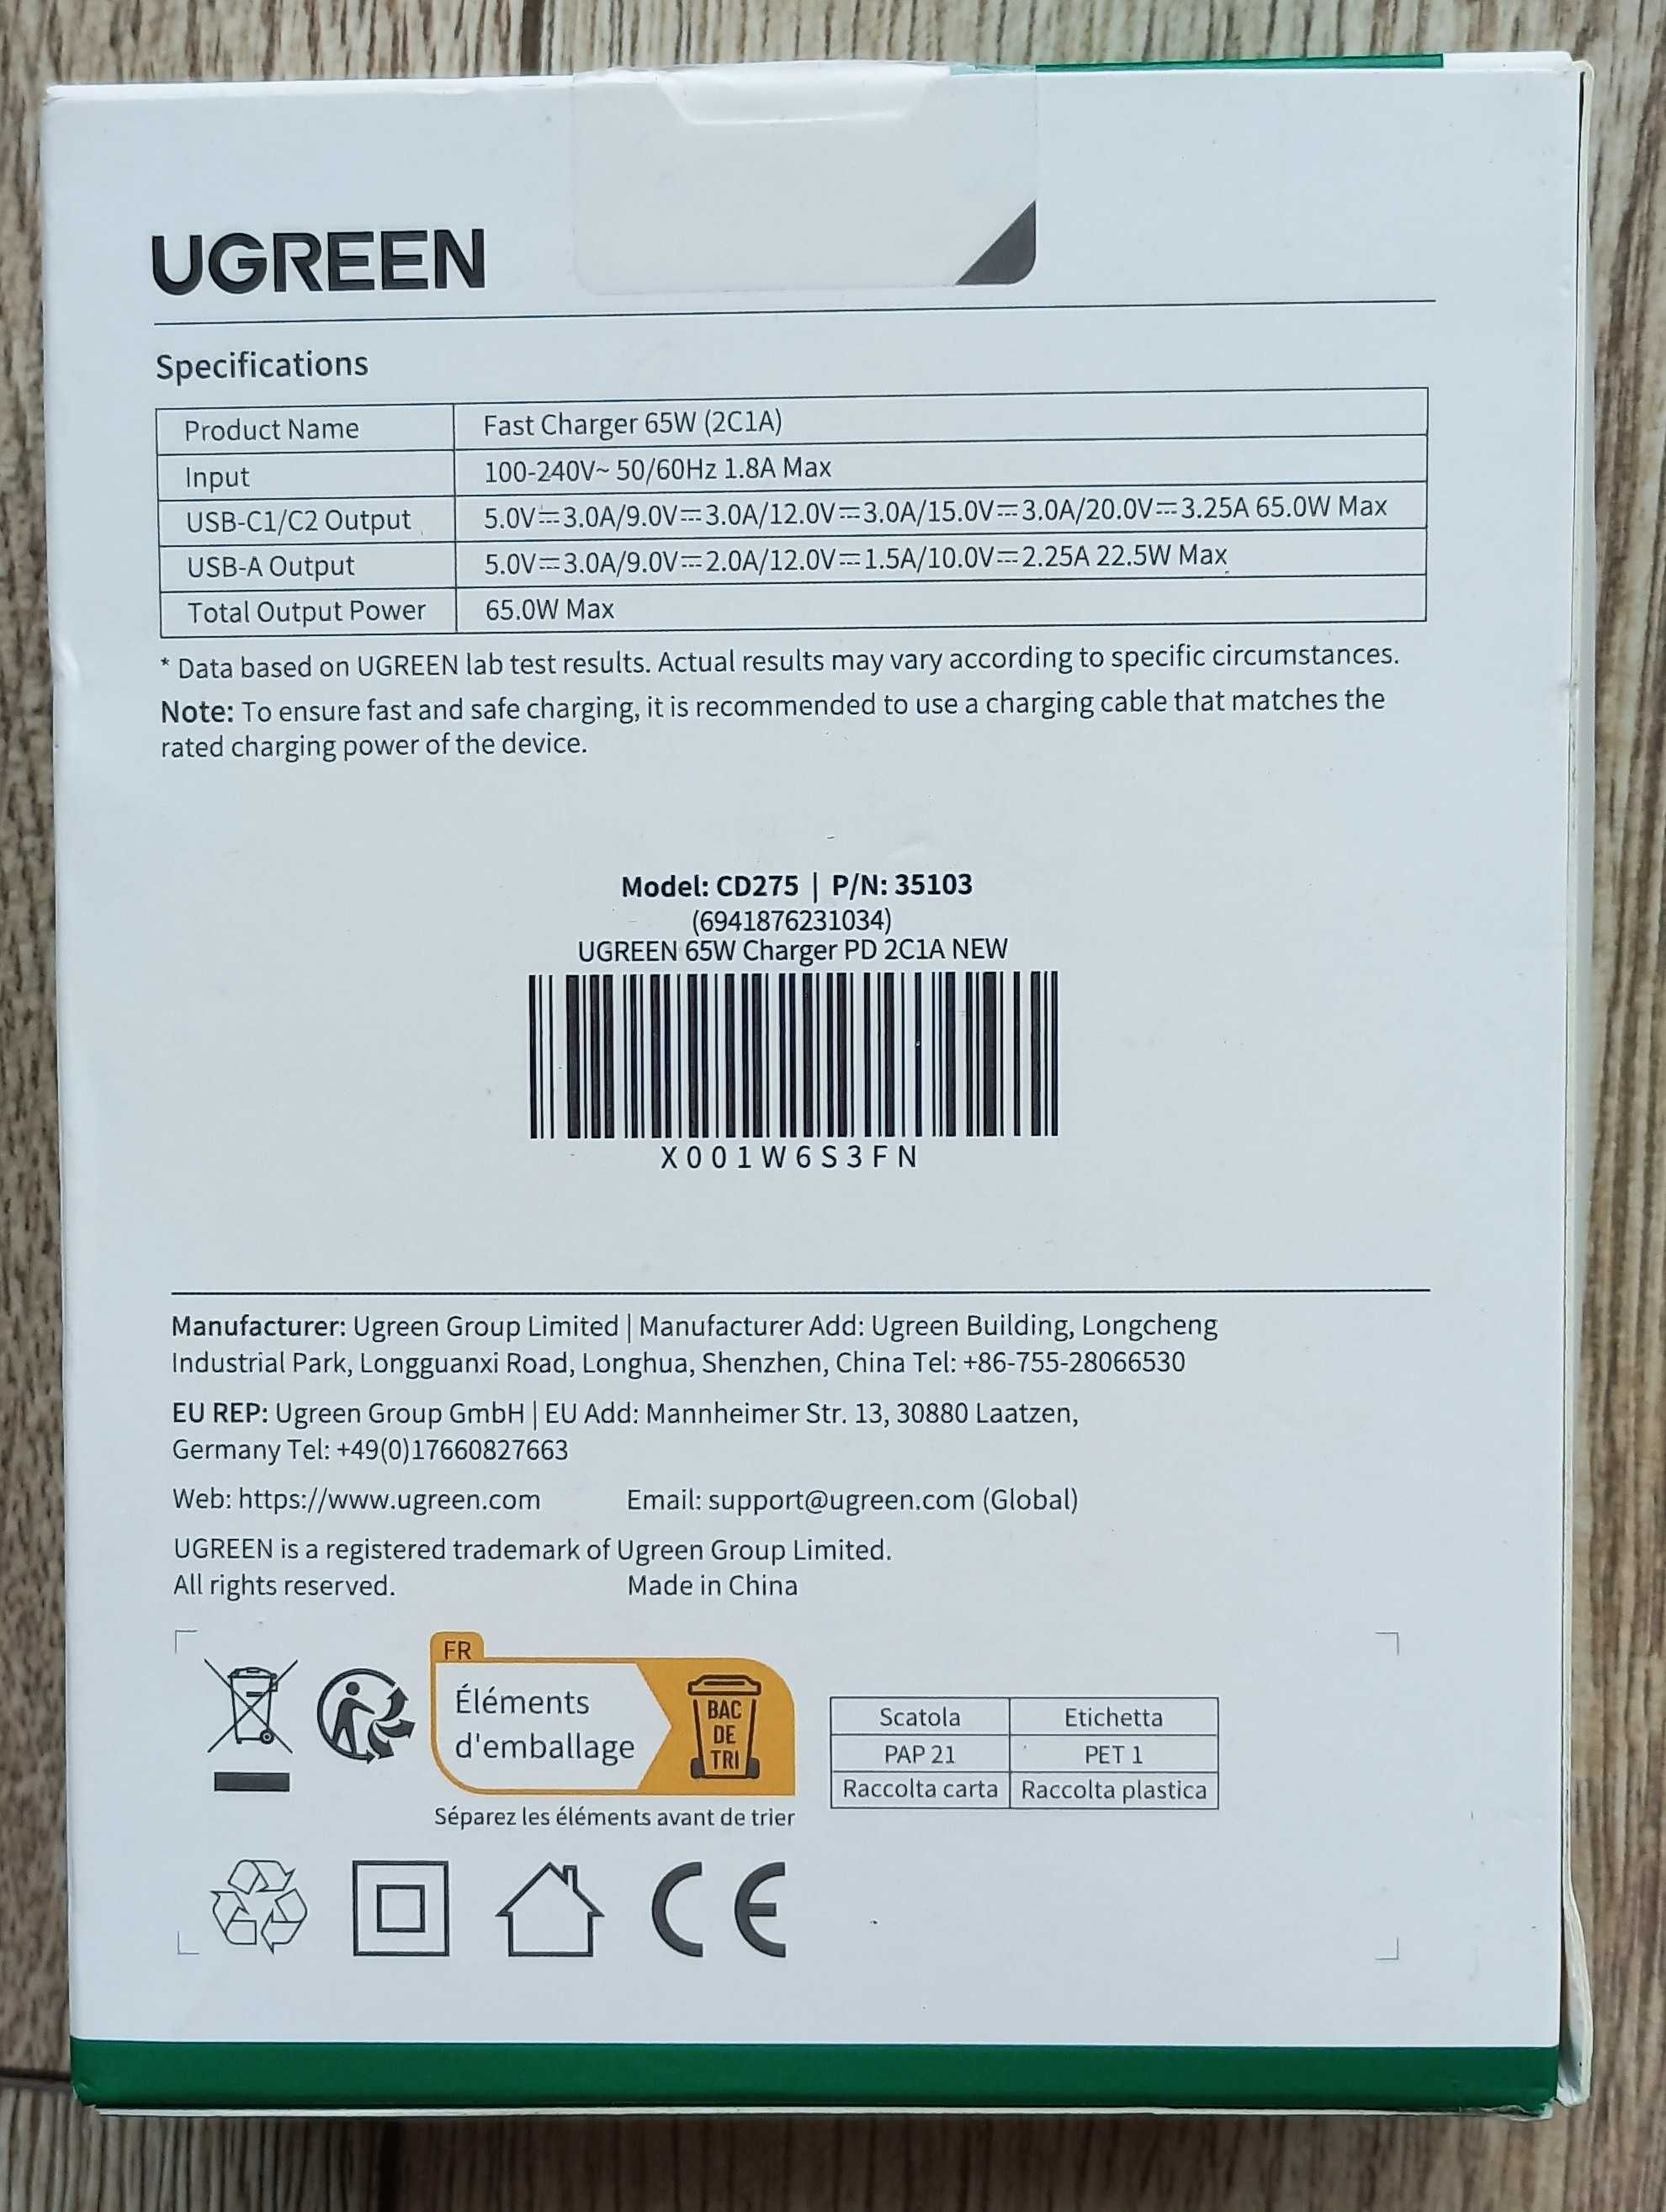 UGREEN
Specifications
Product Name Fast Charger 65W (2C1A)
Input 100-240V~ 50/60Hz 1.8A Max
USB-C1/C2 Output 5.0V⎓3.0A/9.0V⎓3.0A/12.0V⎓3.0A/15.0V⎓3.0A/20.0V⎓3.25A 65.0W Max
USB-A Output 5.0V⎓3.0A/9.0V⎓2.0A/12.0V⎓1.5A/10.0V⎓2.25A 22.5W Max
Total Output Power 65.0W Max
* Data based on UGREEN lab test results. Actual results may vary according to specific circumstances.
Note: To ensure fast and safe charging, it is recommended to use a charging cable that matches the
rated charging power of the device.
Model: CD275 | P/N: 35103
(6941876231034)
UGREEN 65W Charger PD 2C1A NEW
X001W6S3FN
Manufacturer: Ugreen Group Limited | Manufacturer Add: Ugreen Building, Longcheng
Industrial Park, Longguanxi Road, Longhua, Shenzhen, China Tel: +86-755-28066530
EU REP: Ugreen Group GmbH | EU Add: Mannheimer Str. 13, 30880 Laatzen,
Germany Tel: +49(0)17660827663
Web: https://www.ugreen.com Email: support@ugreen.com (Global)
UGREEN is a registered trademark of Ugreen Group Limited.
All rights reserved. Made in China
FR
Éléments
d'emballage
BAC
DE
TRI
Séparez les éléments avant de trier
Scatola Etichetta
PAP 21 PET 1
Raccolta carta Raccolta plastica
CE